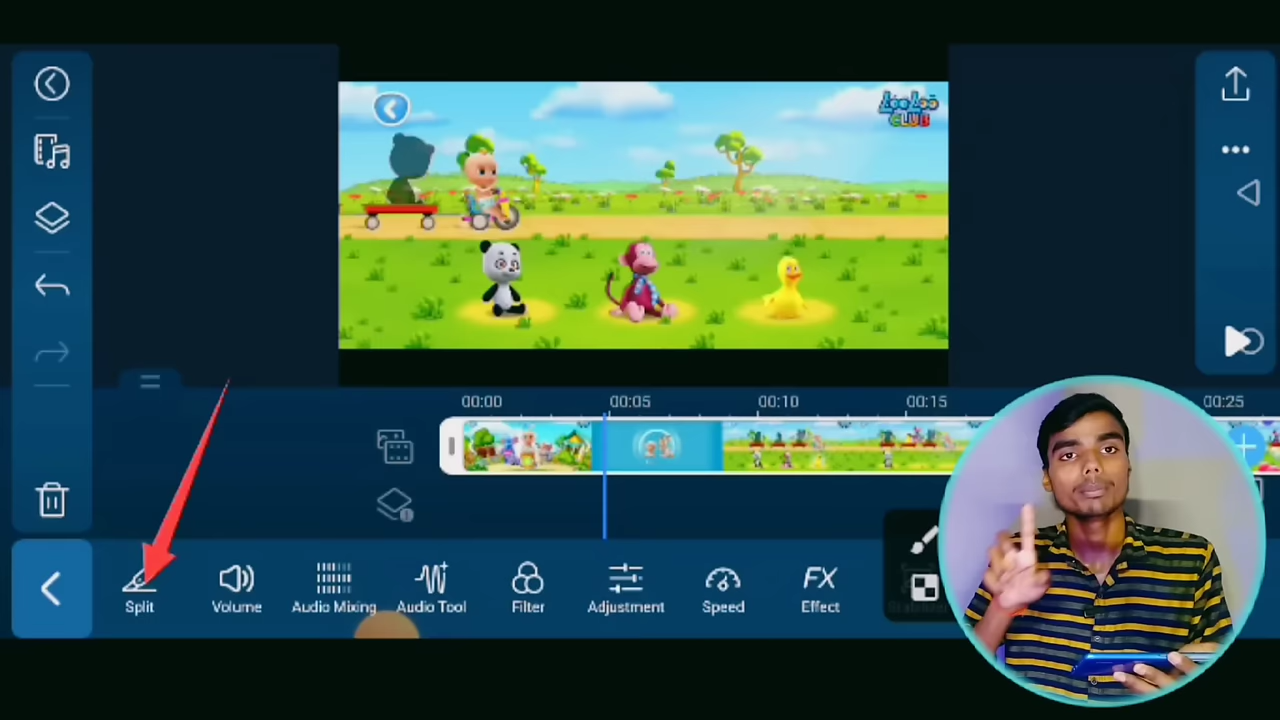 LooLoo
CLUB
00:00
00:05
00:10
00:15
00:25
Split
Volume
Audio Mixing
Audio Tool
Filter
Adjustment
Speed
FX
Effect